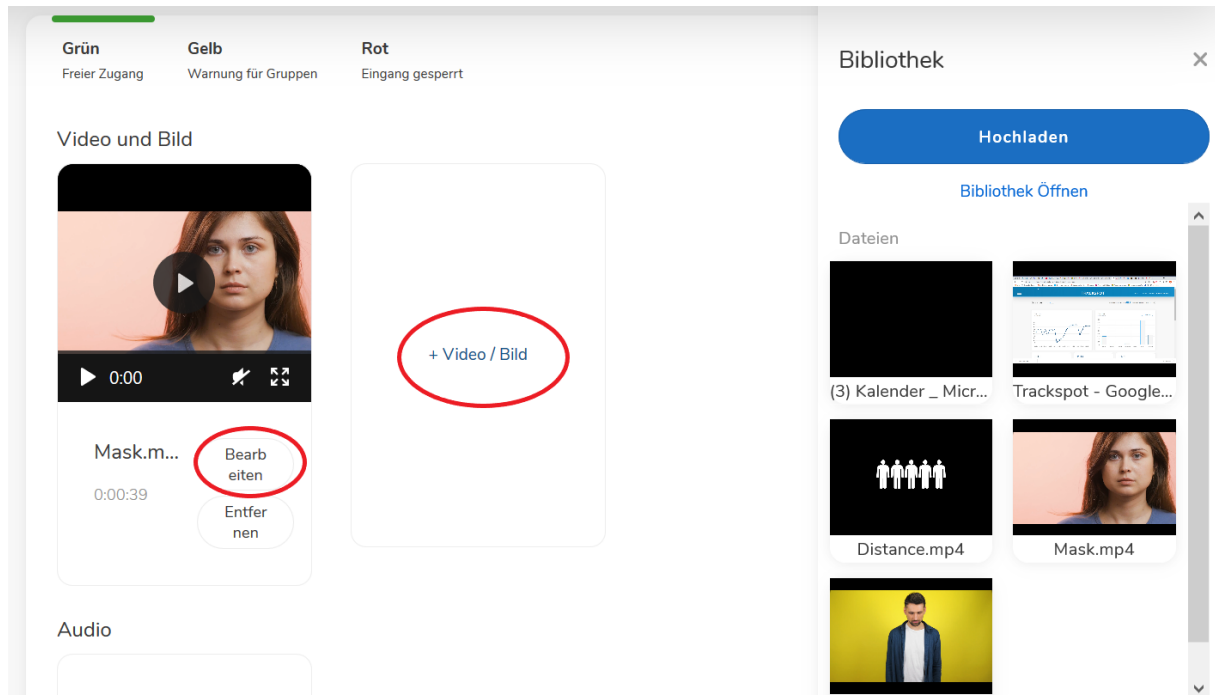 Grün
Gelb
Rot
Freier Zugang
Warnung für Gruppen
Eingang gesperrt
Video und Bild
0:00
Mask.m...
Bearb
eiten
0:00:39
Entfer
nen
+ Video / Bild
Audio
Bibliothek
Hochladen
Bibliothek Öffnen
Dateien
(3) Kalender _ Micr...
Trackspot - Google...
Distance.mp4
Mask.mp4